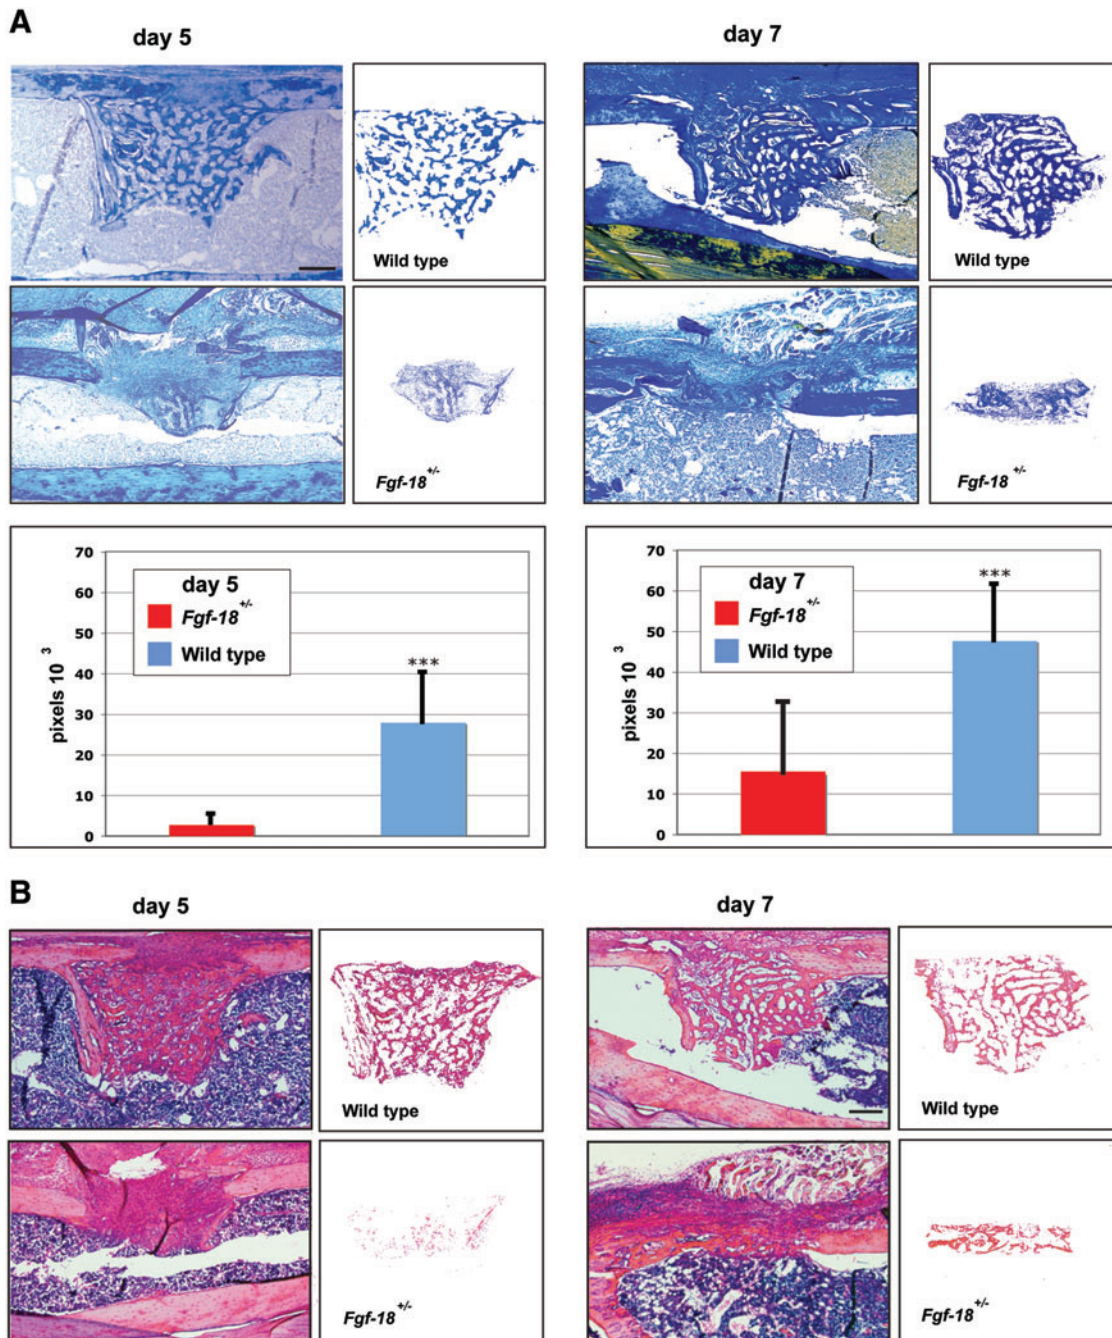 A
day 5
day 7
Wild type
Wild type
Fgf-18 +/-
Fgf-18 +/-
70
60
50
40
30
20
10
0
pixels 10 3
day 5
Fgf-18 +/-
Wild type
***
70
60
50
40
30
20
10
0
pixels 10 3
day 7
Fgf-18 +/-
Wild type
***
B
day 5
day 7
Wild type
Wild type
Fgf-18 +/-
Fgf-18 +/-